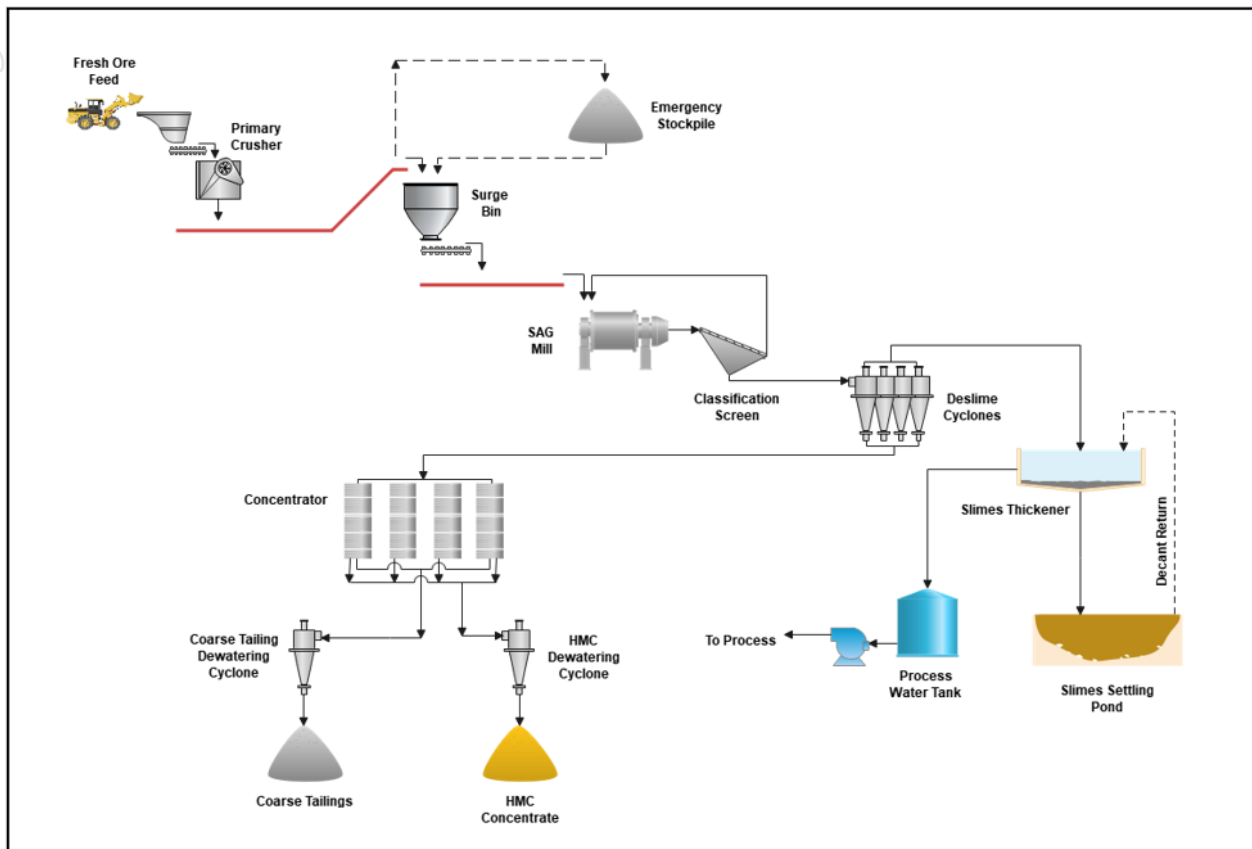 Fresh Ore
Feed
Primary
Crusher
Emergency
Stockpile
Surge
Bin
SAG
Mill
Classification
Screen
Deslime
Cyclones
Concentrator
Slimes Thickener
Decant Return
Coarse Tailing
Dewatering
Cyclone
HMC
Dewatering
Cyclone
To Process
Process
Water Tank
Slimes Settling
Pond
Coarse Tailings
HMC
Concentrate